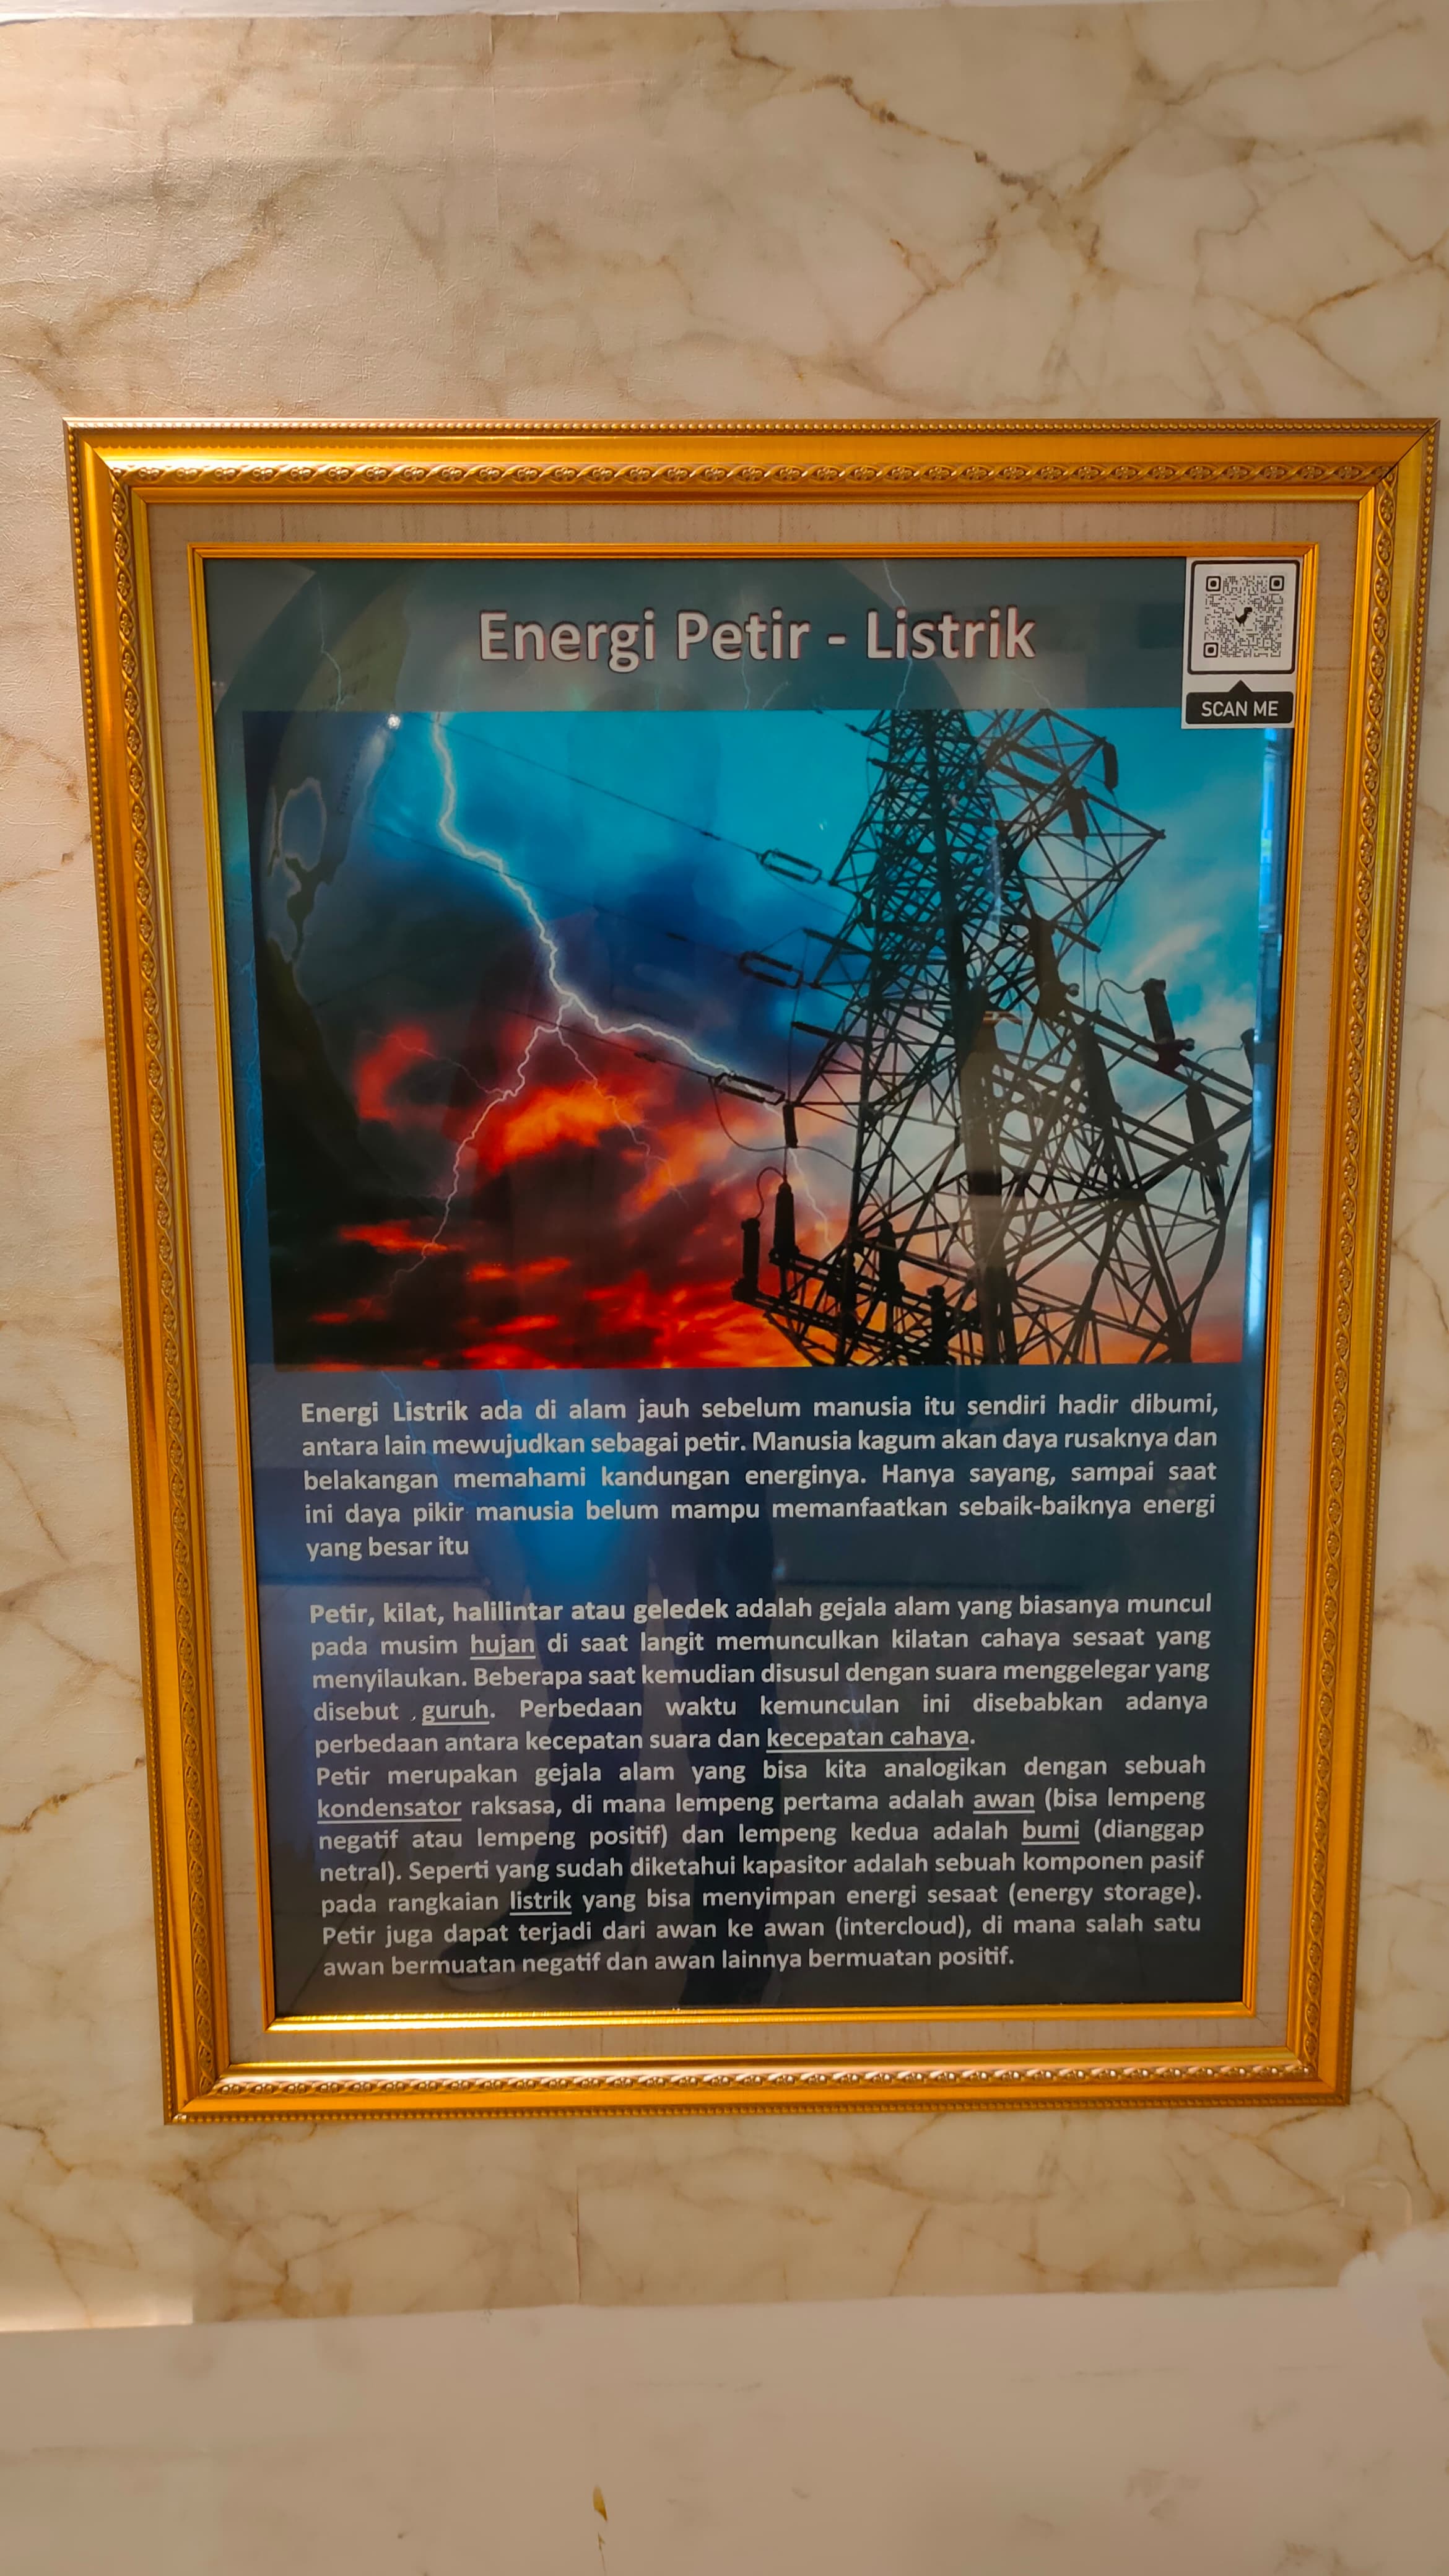 Energi Petir - Listrik
SCAN ME
Energi Listrik ada di alam jauh sebelum manusia itu sendiri hadir dibumi,
antara lain mewujudkan sebagai petir. Manusia kagum akan daya rusaknya dan
belakangan memahami kandungan energinya. Hanya sayang, sampai saat
ini daya pikir manusia belum mampu memanfaatkan sebaik-baiknya energi
yang besar itu
Petir, kilat, halilintar atau geledek adalah gejala alam yang biasanya muncul
pada musim hujan di saat langit memunculkan kilatan cahaya sesaat yang
menyilaukan. Beberapa saat kemudian disusul dengan suara menggelegar yang
disebut guruh. Perbedaan waktu kemunculan ini disebabkan adanya
perbedaan antara kecepatan suara dan kecepatan cahaya.
Petir merupakan gejala alam yang bisa kita analogikan dengan sebuah
kondensator raksasa, di mana lempeng pertama adalah awan (bisa lempeng
negatif atau lempeng positif) dan lempeng kedua adalah bumi (dianggap
netral). Seperti yang sudah diketahui kapasitor adalah sebuah komponen pasif
pada rangkaian listrik yang bisa menyimpan energi sesaat (energy storage).
Petir juga dapat terjadi dari awan ke awan (intercloud), di mana salah satu
awan bermuatan negatif dan awan lainnya bermuatan positif.